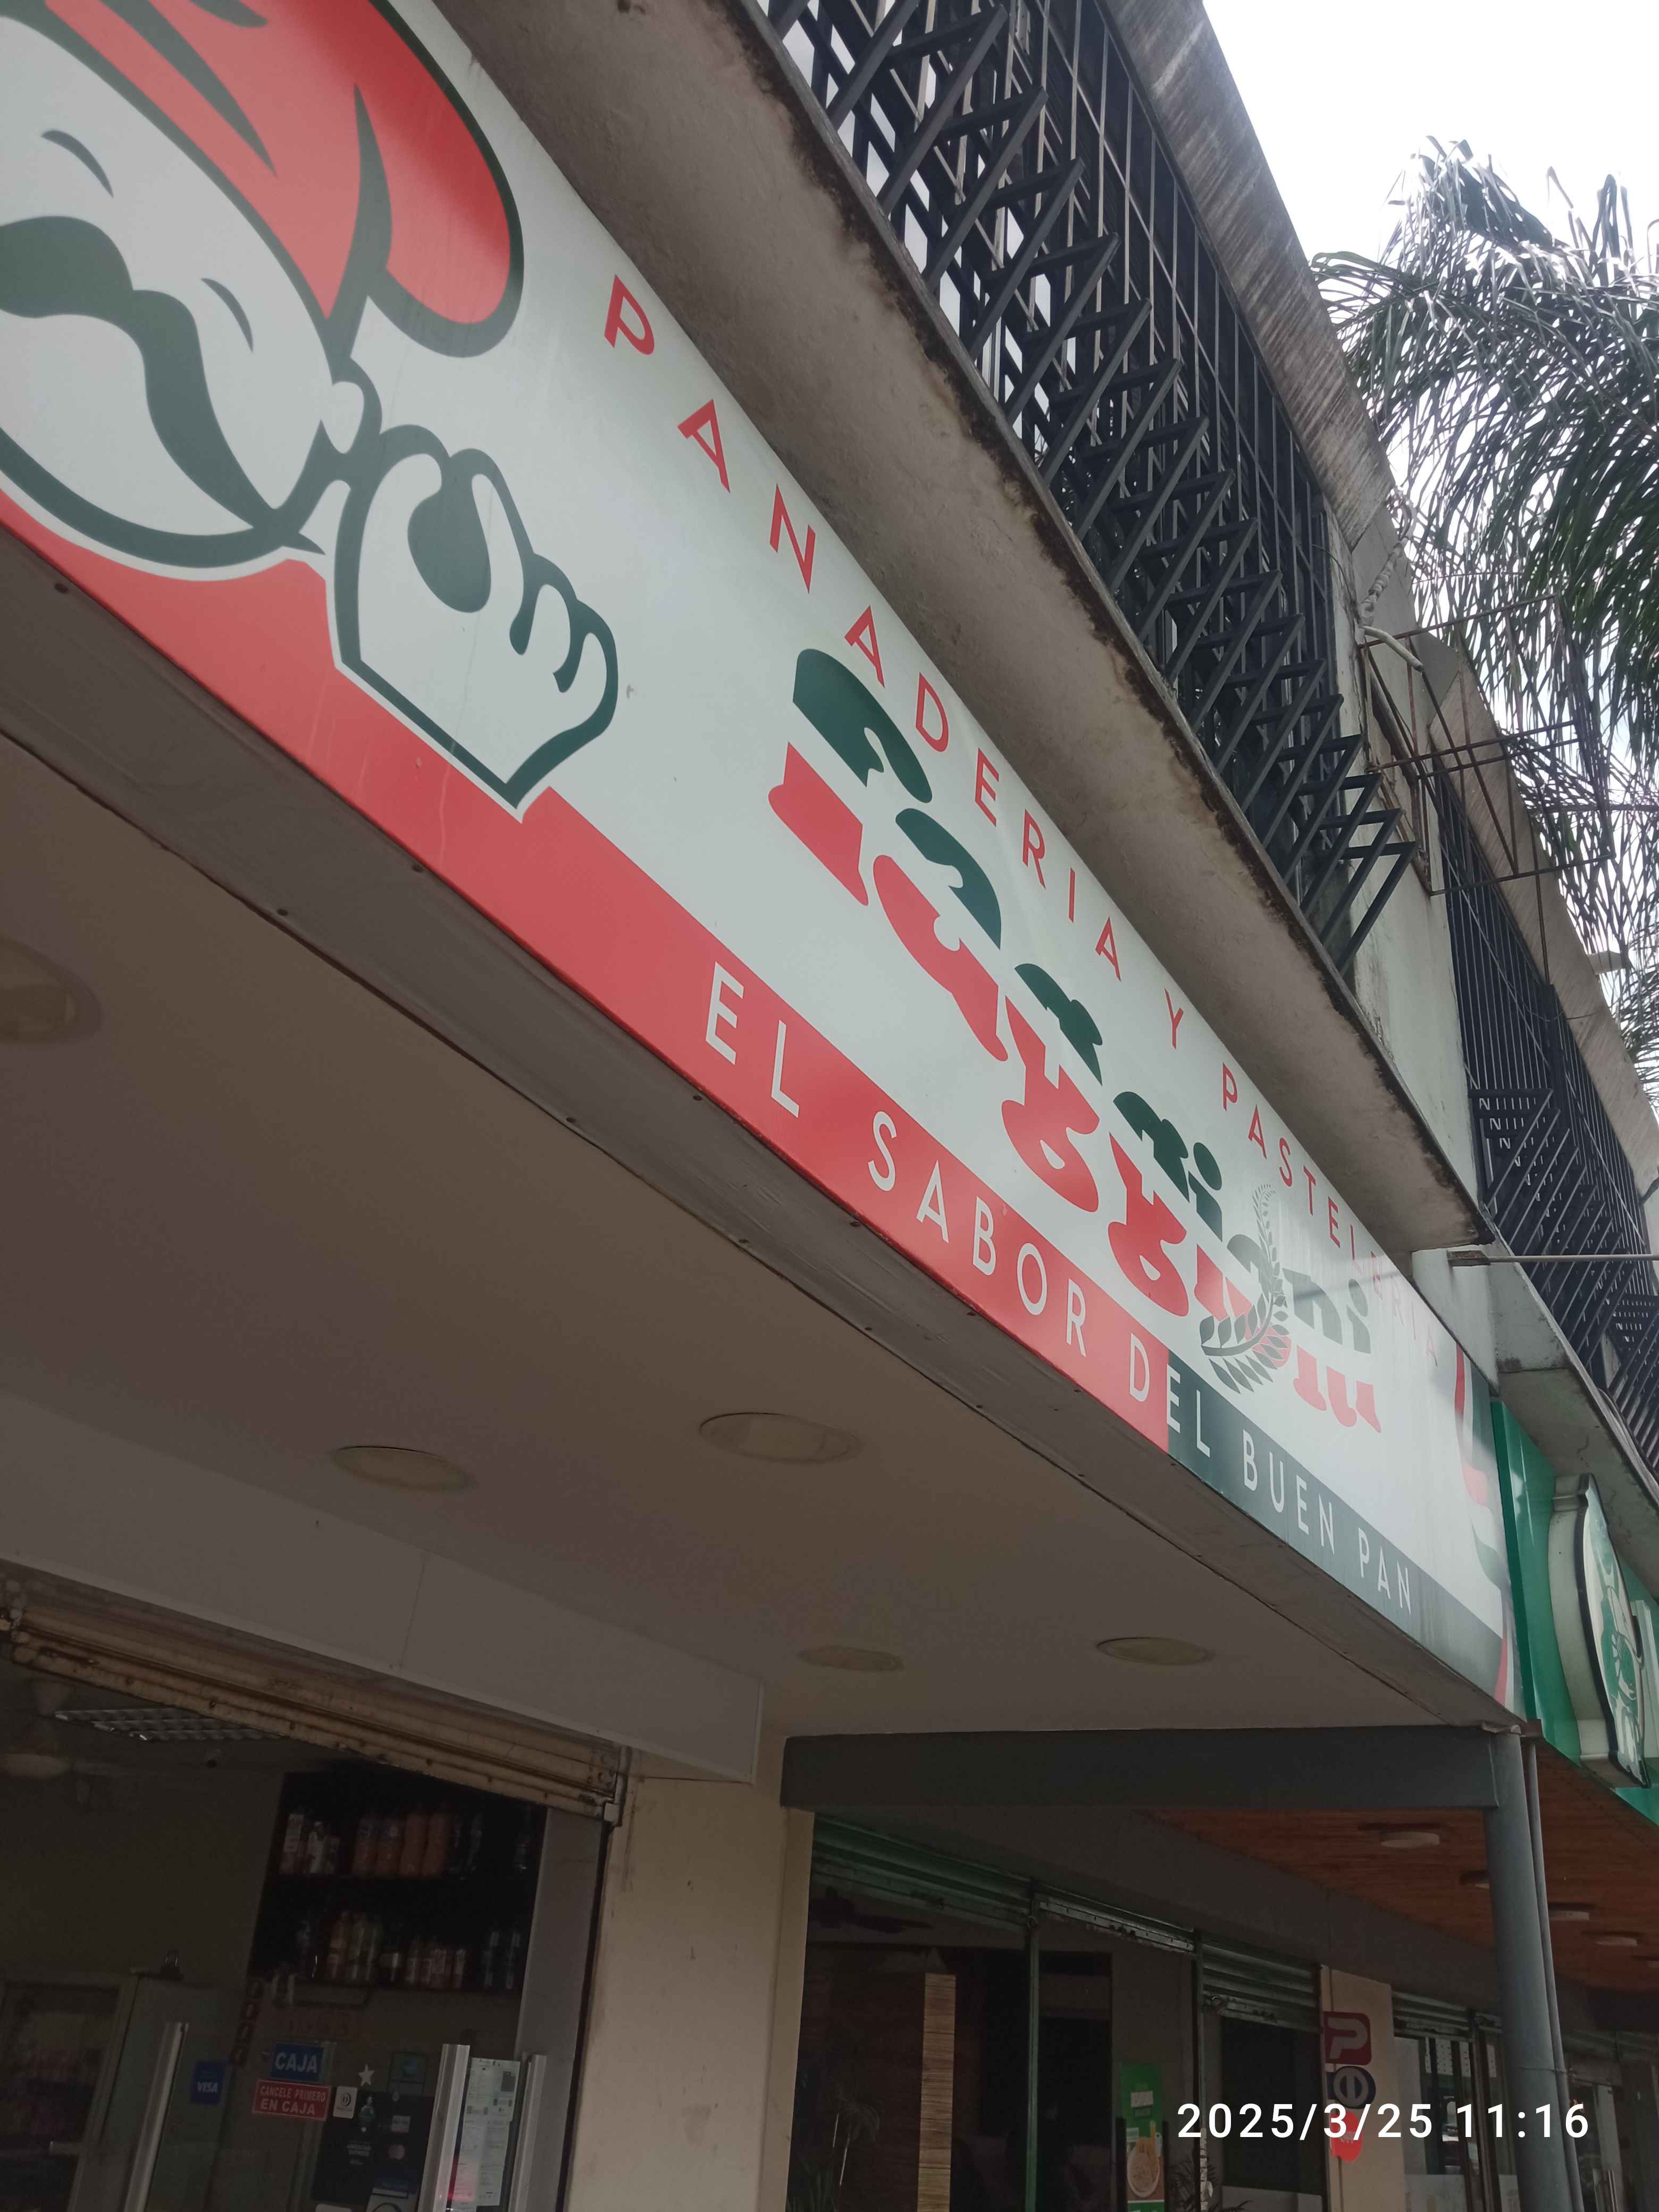 PANADERIA Y PASTELERIA
EL SABOR DEL BUEN PAN
CAJA
VISA
CANCELE PRIMERO
EN CAJA
2025/3/25 11:16